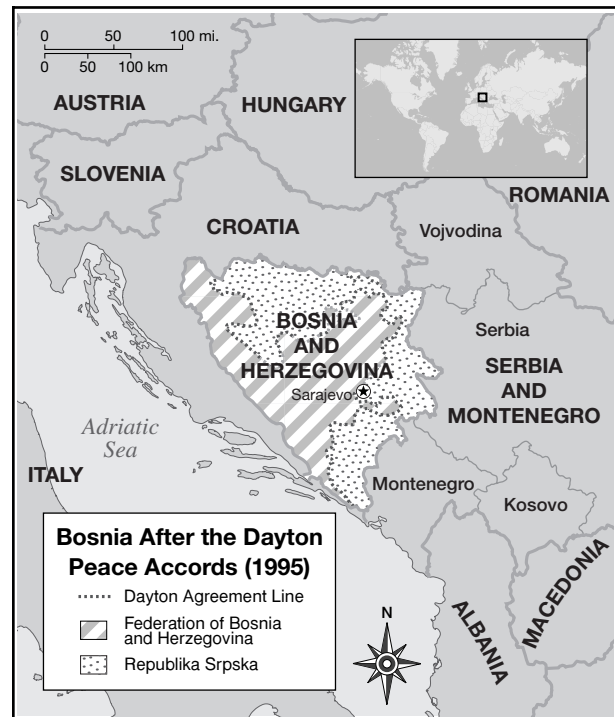 0 50 100 mi.
0 50 100 km
AUSTRIA
HUNGARY
SLOVENIA
ROMANIA
CROATIA
Vojvodina
BOSNIA
AND
HERZEGOVINA
Sarajevo
Serbia
SERBIA
AND
MONTENEGRO
Adriatic
Sea
ITALY
Montenegro
Kosovo
MACEDONIA
ALBANIA
Bosnia After the Dayton
Peace Accords (1995)
Dayton Agreement Line
Federation of Bosnia
and Herzegovina
Republika Srpska
N